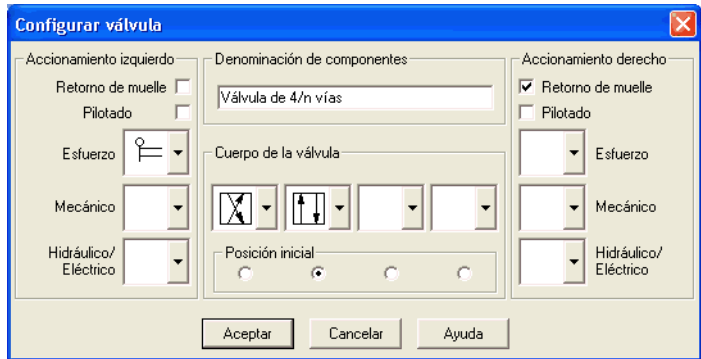 Configurar válvula
Accionamiento izquierdo
Retorno de muelle
Pilotado
Esfuerzo
Mecánico
Hidráulico/
Eléctrico
Denominación de componentes
Válvula de 4/n vías
Cuerpo de la válvula
Posición inicial
Accionamiento derecho
Retorno de muelle
Pilotado
Esfuerzo
Mecánico
Hidráulico/
Eléctrico
Aceptar
Cancelar
Ayuda